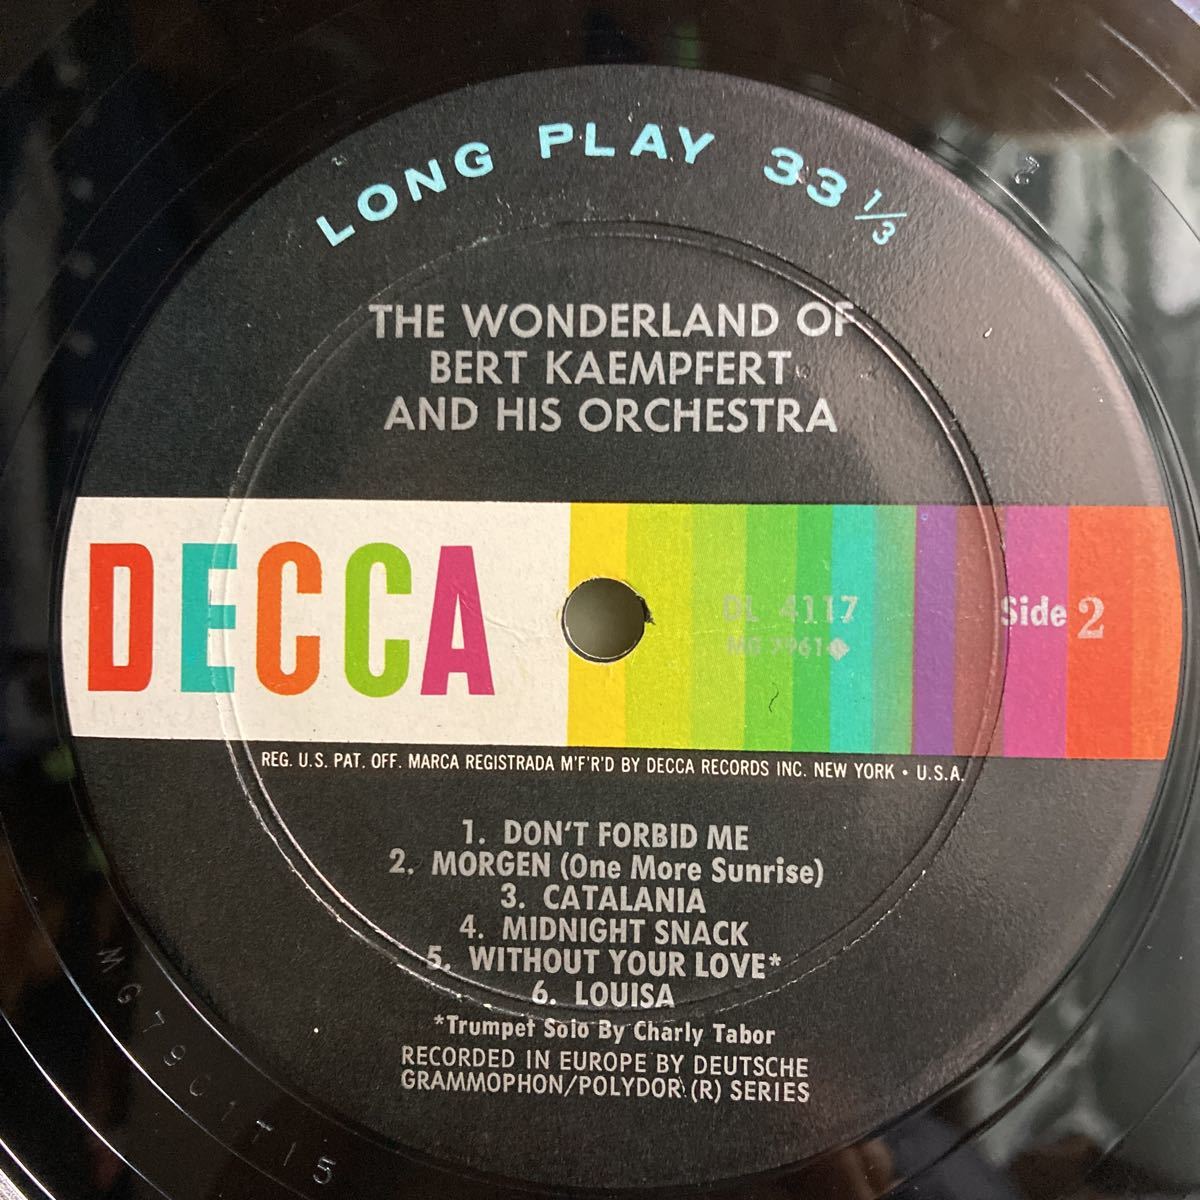 LONG PLAY 33 1/3
THE WONDERLAND OF
BERT KAEMPFERT
AND HIS ORCHESTRA
DECCA
DL 4117
Side 2
REG. U.S. PAT. OFF. MARCA REGISTRADA M'F'R'D BY DECCA RECORDS INC. NEW YORK • U.S.A.
1. DON'T FORBID ME
2. MORGEN (One More Sunrise)
3. CATALANIA
4. MIDNIGHT SNACK
5. WITHOUT YOUR LOVE*
6. LOUISA
*Trumpet Solo By Charly Tabor
RECORDED IN EUROPE BY DEUTSCHE
GRAMMOPHON/POLYDOR (R) SERIES